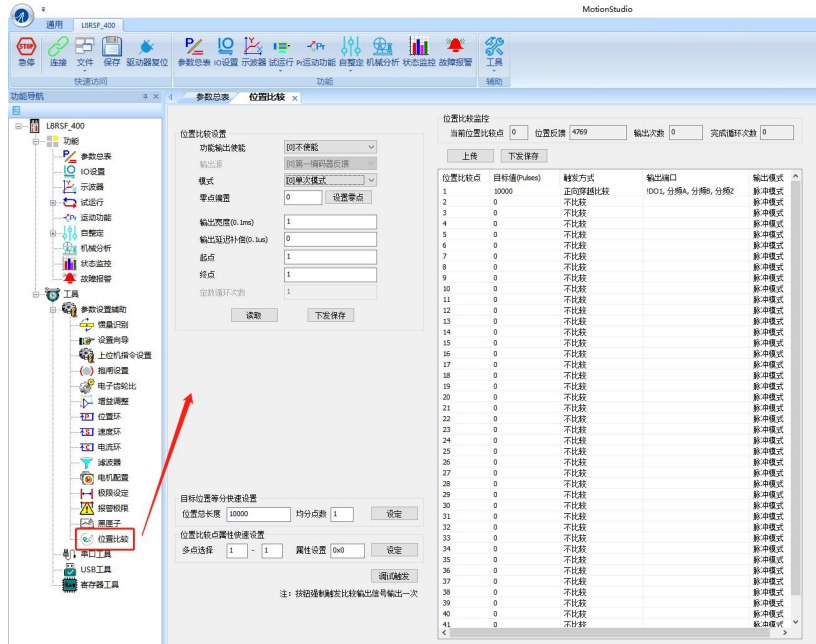 MotionStudio
通用 L8RSF_400
急停 连接 文件 保存 驱动器复位 参数总表 IO设置 示波器 试运行 Pr运动功能 自整定 机械分析 状态监控 故障报警 工具
快速访问 功能 辅助
功能导航
参数总表 位置比较
L8RSF_400
功能
参数总表
IO设置
示波器
试运行
运动功能
自整定
机械分析
状态监控
故障报警
工具
参数设置辅助
惯量识别
设置向导
上位机指令设置
抱闸设置
电子齿轮比
增益调整
位置环
速度环
电流环
滤波器
电机配置
极限设定
报警极限
黑匣子
位置比较
串口工具
USB工具
寄存器工具
位置比较设置
功能输出使能 [0]不使能
输出源 [0]第一编码器反馈
模式 [0]单次模式
零点偏置 0 设置零点
输出宽度(0.1ms) 1
输出延迟补偿(0.1us) 0
起点 1
终点 1
定数循环次数 1
读取 下发保存
目标位置等分快速设置
位置总长度 10000 均分点数 1 设定
位置比较点属性快速设置
多点选择 1 - 1 属性设置 0x0 设定
调试触发
注：按钮强制触发比较输出信号输出一次
位置比较监控
当前位置比较点 0 位置反馈 4769 输出次数 0 完成循环次数 0
上传 下发保存
位置比较点 目标值(Pulses) 触发方式 输出端口 输出模式
1 10000 正向穿越比较 !DO1, 分频A, 分频B, 分频Z 脉冲模式
2 0 不比较 脉冲模式
3 0 不比较 脉冲模式
4 0 不比较 脉冲模式
5 0 不比较 脉冲模式
6 0 不比较 脉冲模式
7 0 不比较 脉冲模式
8 0 不比较 脉冲模式
9 0 不比较 脉冲模式
10 0 不比较 脉冲模式
11 0 不比较 脉冲模式
12 0 不比较 脉冲模式
13 0 不比较 脉冲模式
14 0 不比较 脉冲模式
15 0 不比较 脉冲模式
16 0 不比较 脉冲模式
17 0 不比较 脉冲模式
18 0 不比较 脉冲模式
19 0 不比较 脉冲模式
20 0 不比较 脉冲模式
21 0 不比较 脉冲模式
22 0 不比较 脉冲模式
23 0 不比较 脉冲模式
24 0 不比较 脉冲模式
25 0 不比较 脉冲模式
26 0 不比较 脉冲模式
27 0 不比较 脉冲模式
28 0 不比较 脉冲模式
29 0 不比较 脉冲模式
30 0 不比较 脉冲模式
31 0 不比较 脉冲模式
32 0 不比较 脉冲模式
33 0 不比较 脉冲模式
34 0 不比较 脉冲模式
35 0 不比较 脉冲模式
36 0 不比较 脉冲模式
37 0 不比较 脉冲模式
38 0 不比较 脉冲模式
39 0 不比较 脉冲模式
40 0 不比较 脉冲模式
41 0 不比较 脉冲模式